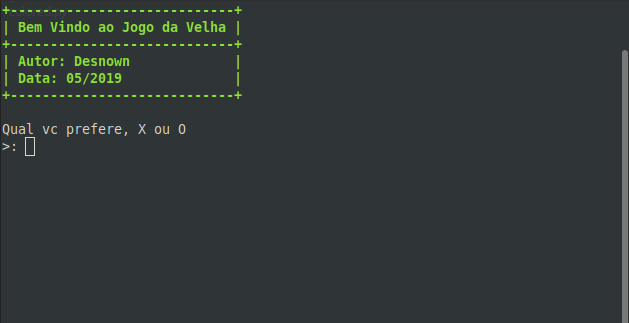 +----------------------------+
| Bem Vindo ao Jogo da Velha |
+----------------------------+
| Autor: Desnown             |
| Data: 05/2019              |
+----------------------------+
Qual vc prefere, X ou O
>: